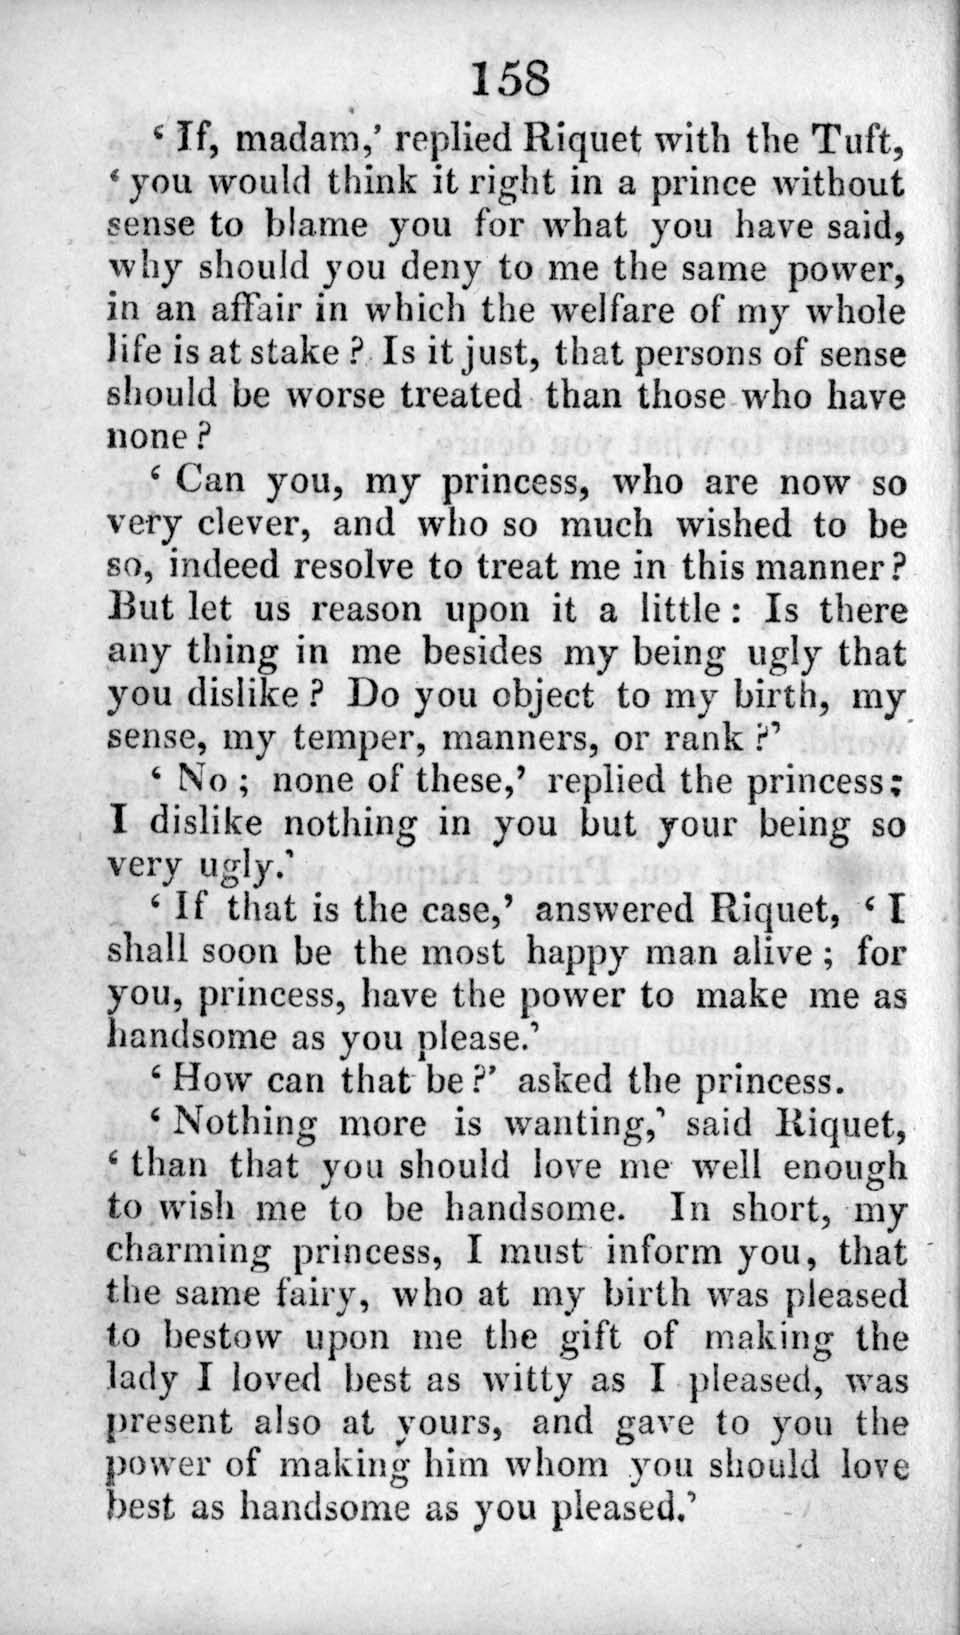 158
‘ If, madam,’ replied Riquet with the Tuft,
‘ you would think it right in a prince without
sense to blame you for what you have said,
why should you deny to me the same power,
in an affair in which the welfare of my whole
life is at stake ? Is it just, that persons of sense
should be worse treated than those who have
none ?
‘ Can you, my princess, who are now so
very clever, and who so much wished to be
so, indeed resolve to treat me in this manner ?
But let us reason upon it a little : Is there
any thing in me besides my being ugly that
you dislike ? Do you object to my birth, my
sense, my temper, manners, or rank ?’
‘ No ; none of these,’ replied the princess;
I dislike nothing in you but your being so
very ugly.’
‘ If that is the case,’ answered Riquet, ‘ I
shall soon be the most happy man alive ; for
you, princess, have the power to make me as
handsome as you please.’
‘ How can that be ?’ asked the princess.
‘ Nothing more is wanting,’ said Riquet,
‘ than that you should love me well enough
to wish me to be handsome. In short, my
charming princess, I must inform you, that
the same fairy, who at my birth was pleased
to bestow upon me the gift of making the
lady I loved best as witty as I pleased, was
present also at yours, and gave to you the
power of making him whom you should love
best as handsome as you pleased.’